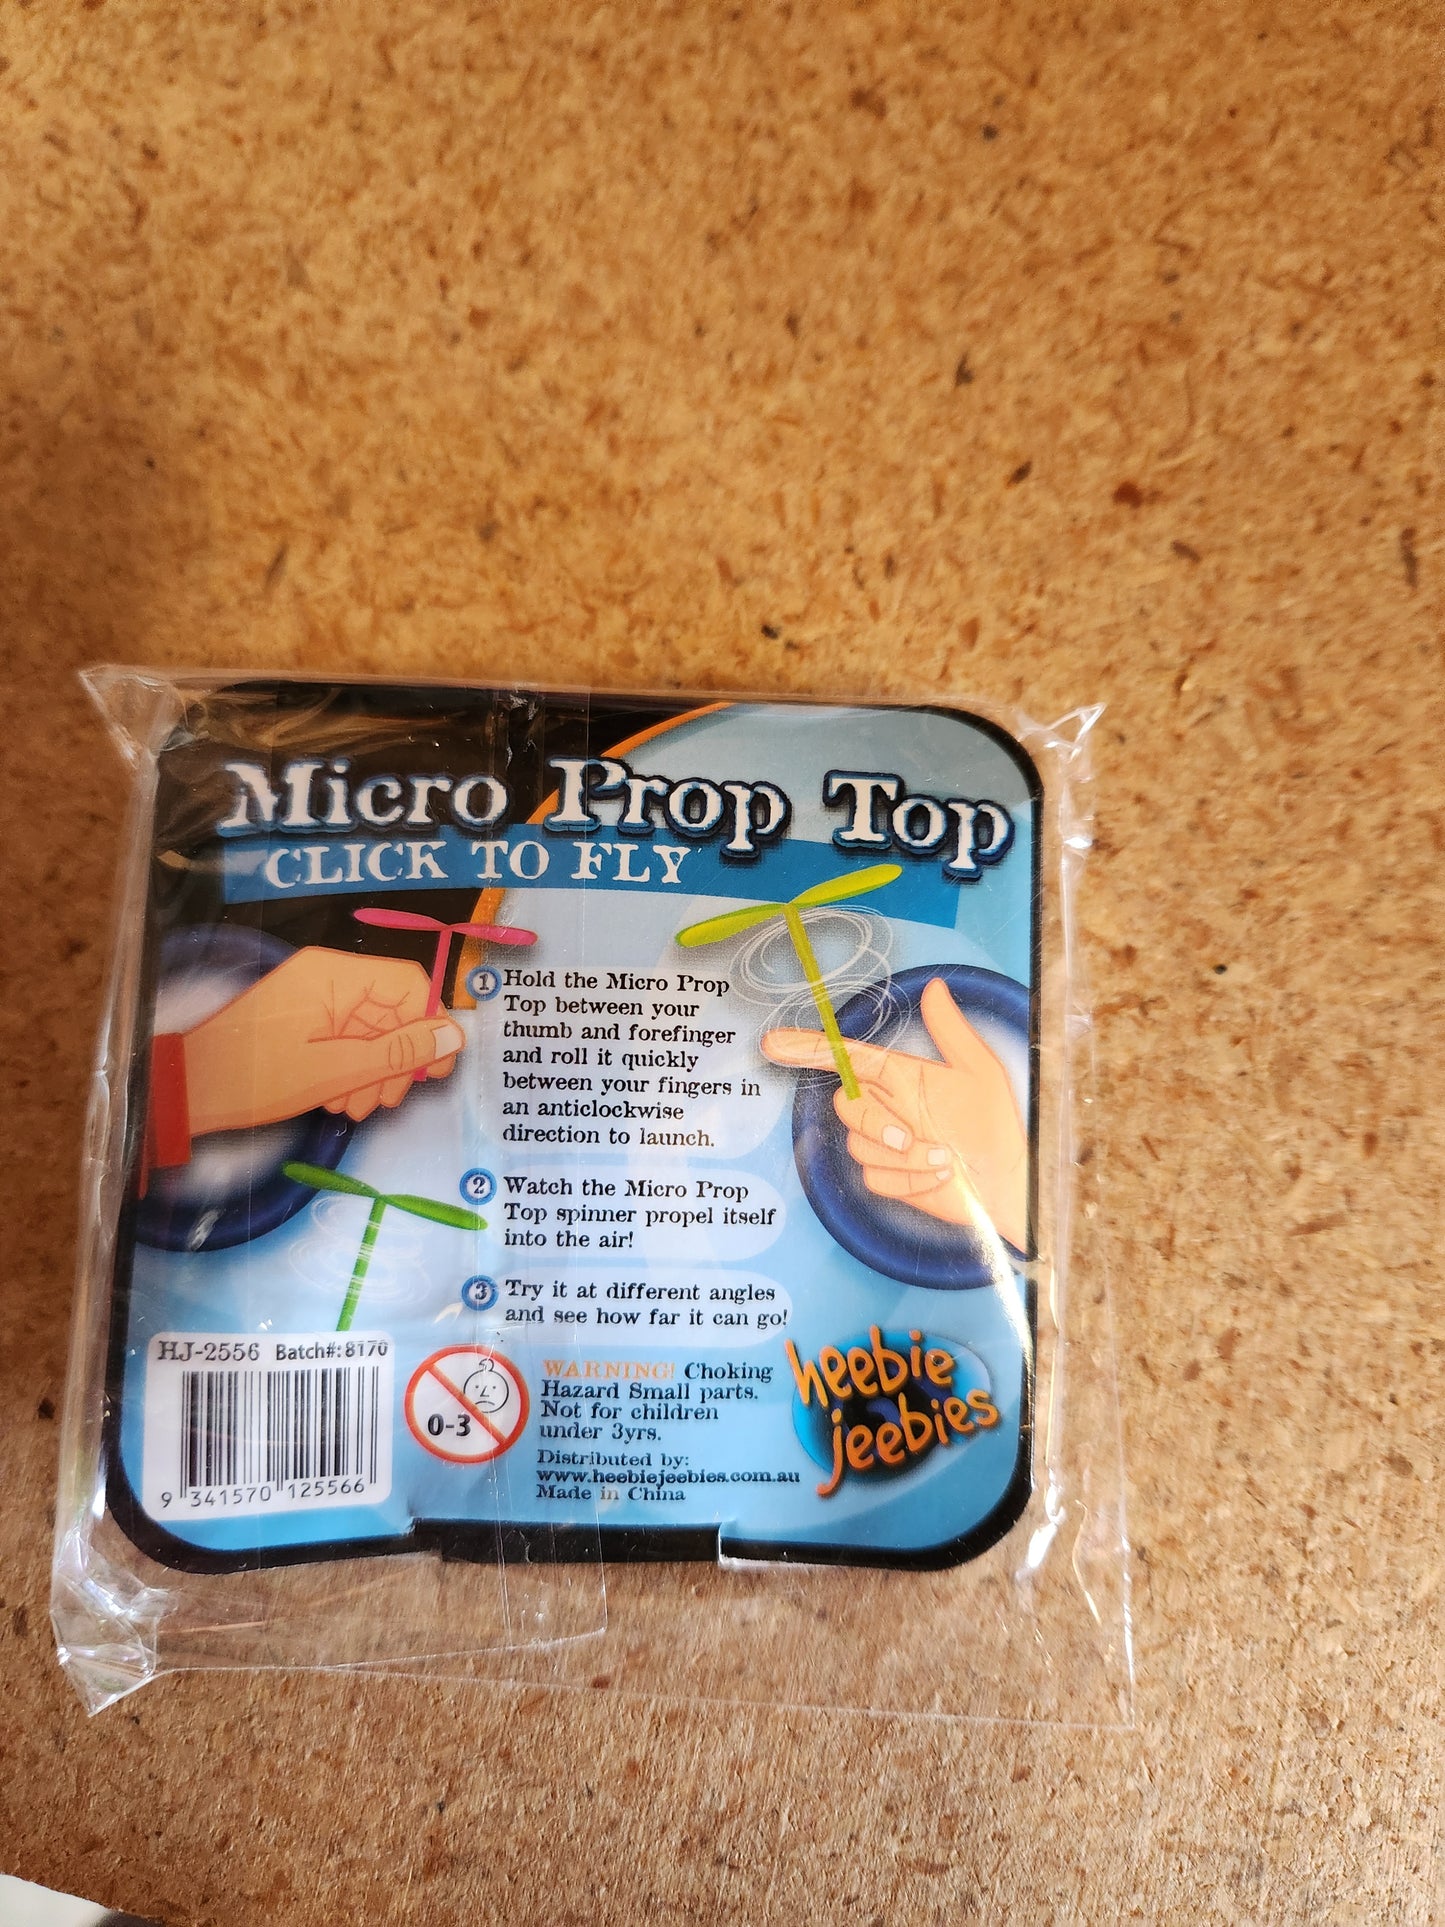 Micro Prop Top
CLICK TO FLY
1 Hold the Micro Prop
Top between your
thumb and forefinger
and roll it quickly
between your fingers in
an anticlockwise
direction to launch.
2 Watch the Micro Prop
Top spinner propel itself
into the air!
3 Try it at different angles
and see how far it can go!
HJ-2556 Batch#:8170
9 341570 125566
0-3
WARNING! Choking
Hazard Small parts.
Not for children
under 3yrs.
Distributed by:
www.heebiejeebies.com.au
Made in China
heebie
jeebies